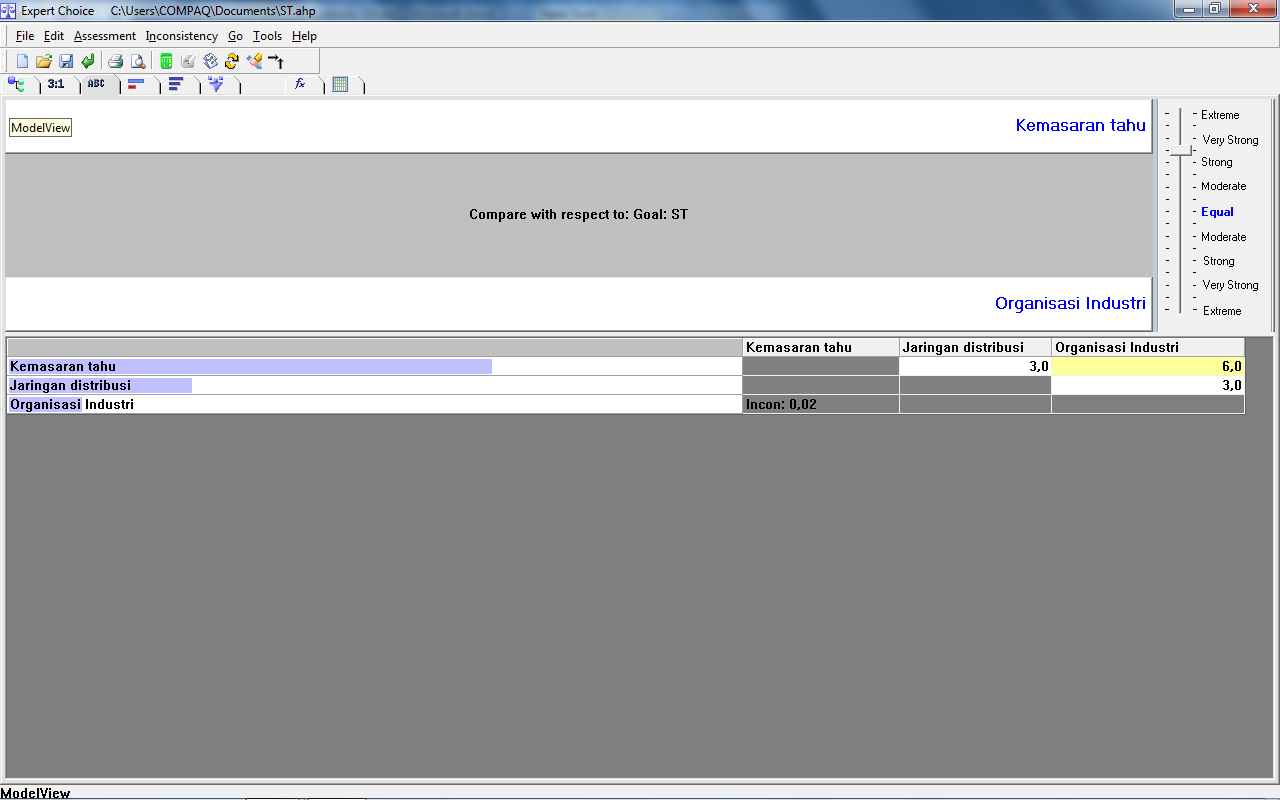 Expert Choice C:\Users\COMPAQ\Documents\ST.ahp
File Edit Assessment Inconsistency Go Tools Help
3:1 ABC fx
ModelView
Kemasaran tahu
Compare with respect to: Goal: ST
Organisasi Industri
Extreme
Very Strong
Strong
Moderate
Equal
Moderate
Strong
Very Strong
Extreme
Kemasaran tahu Jaringan distribusi Organisasi Industri
Kemasaran tahu 3,0 6,0
Jaringan distribusi 3,0
Organisasi Industri Incon: 0,02
ModelView